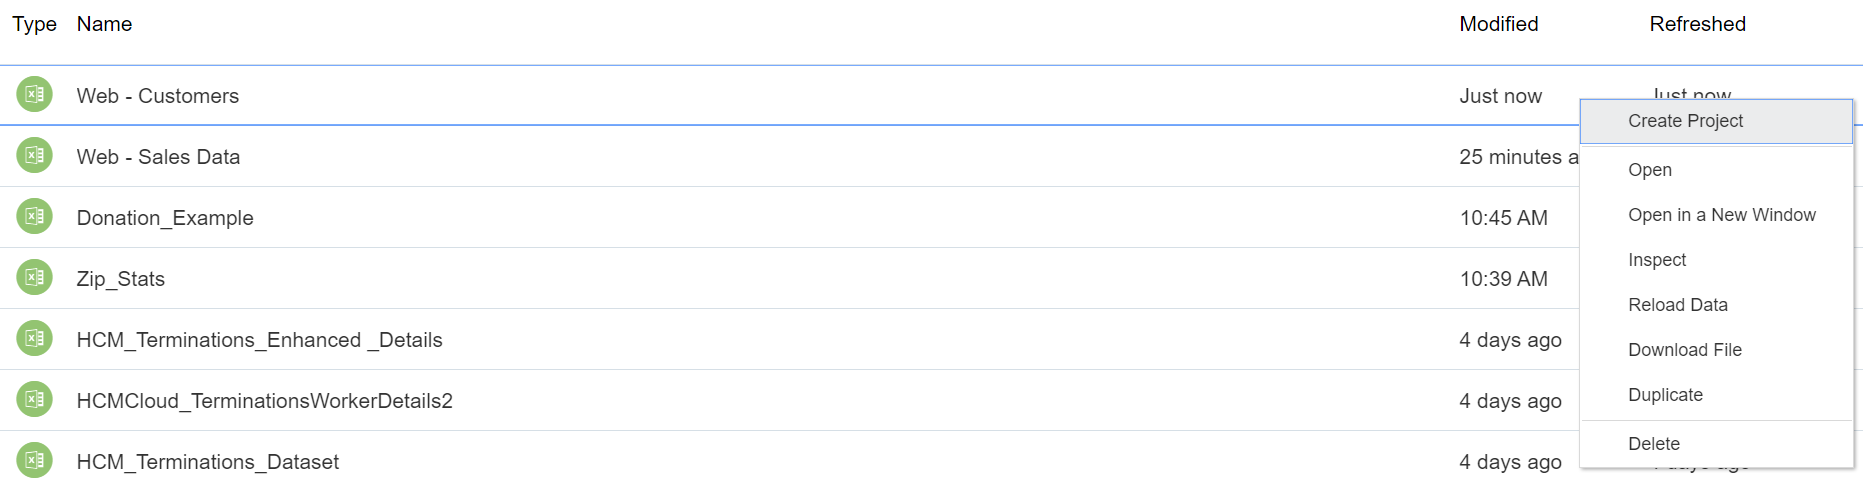 Type Name Modified Refreshed
Web - Customers Just now Just now
Web - Sales Data 25 minutes a
Donation_Example 10:45 AM
Zip_Stats 10:39 AM
HCM_Terminations_Enhanced _Details 4 days ago
HCMCloud_TerminationsWorkerDetails2 4 days ago
HCM_Terminations_Dataset 4 days ago
Create Project
Open
Open in a New Window
Inspect
Reload Data
Download File
Duplicate
Delete